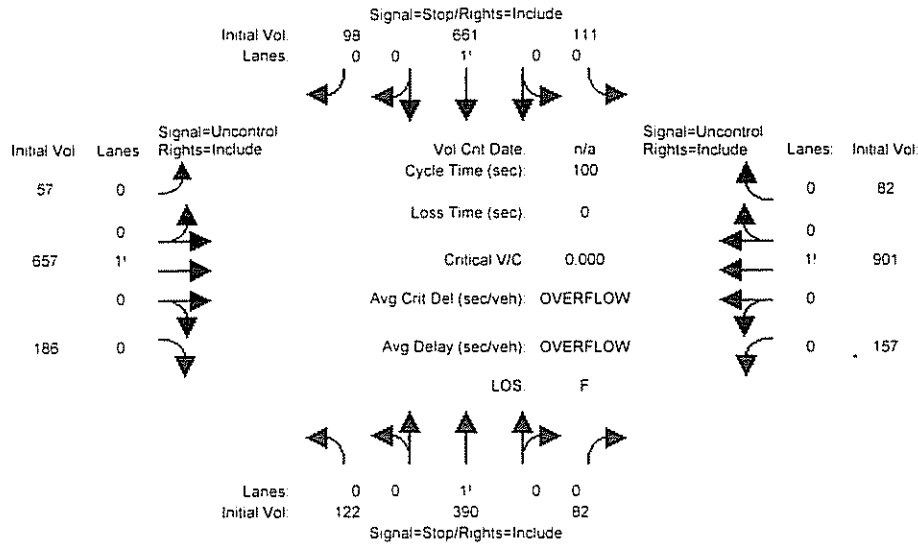 Signal=Stop/Rights=Include
Initial Vol: 98 661 111
Lanes: 0 0 1! 0 0
Signal=Uncontrol
Initial Vol Lanes Rights=Include
Vol Cnt Date: n/a
Signal=Uncontrol
Rights=Include Lanes: Initial Vol:
Cycle Time (sec): 100
57 0
0 82
Loss Time (sec): 0
0
0
Critical V/C 0.000
657 1!
1! 901
Avg Crit Del (sec/veh): OVERFLOW
0
0
Avg Delay (sec/veh): OVERFLOW
186 0
0 157
LOS: F
Lanes: 0 0 1! 0 0
Initial Vol: 122 390 82
Signal=Stop/Rights=Include